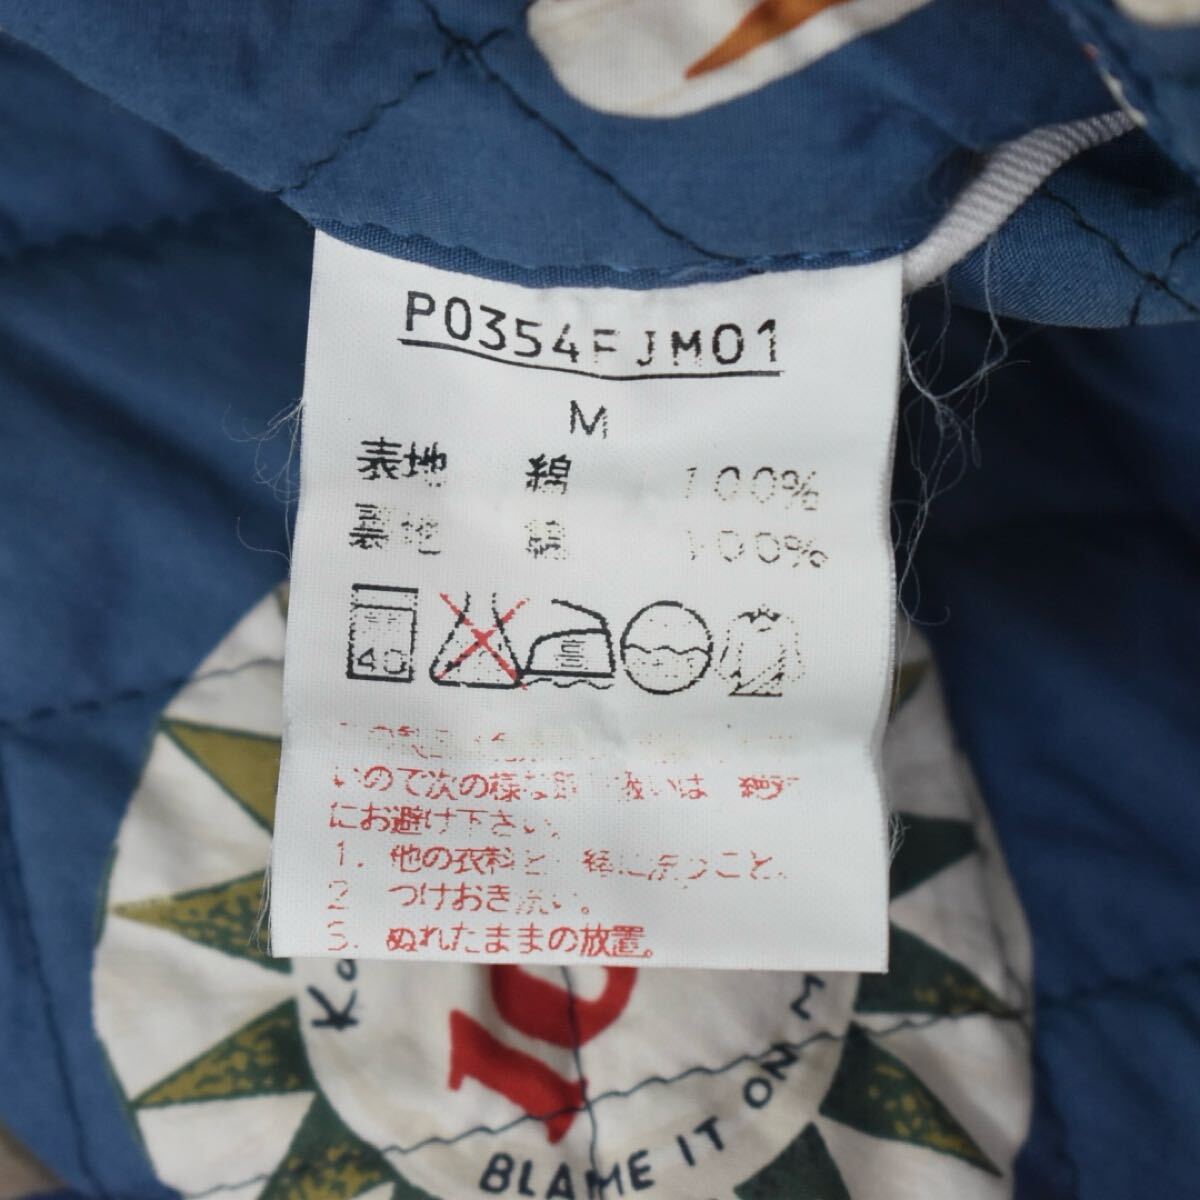 P0354FJM01
M
表地 綿 100%
裏地 綿 100%
40
いので次の様な取り扱いは 絶対
にお避け下さい。
1. 他の衣料と一緒に洗うこと。
2. つけおき洗い。
3. ぬれたままの放置。
10
BLAME IT ON